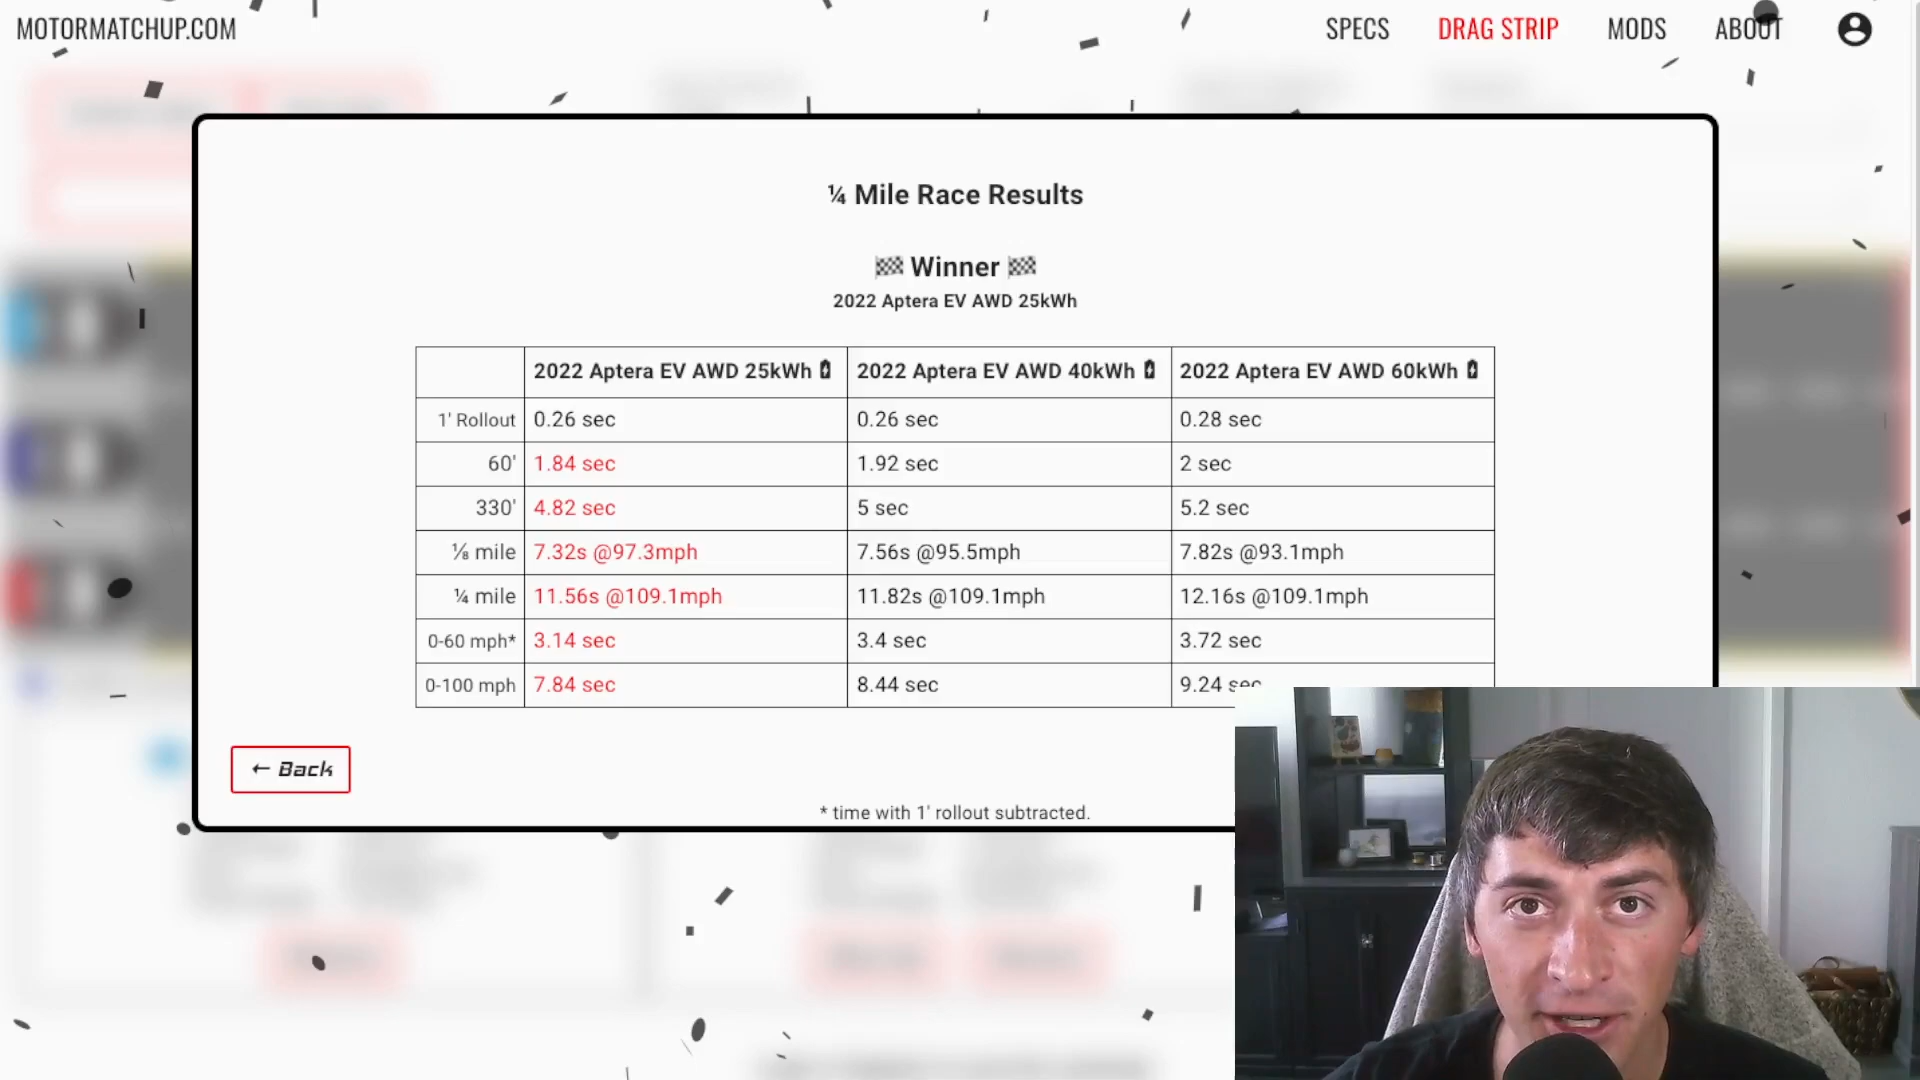 MOTORMATCHUP.COM
SPECS DRAG STRIP MODS ABOUT
¼ Mile Race Results
Winner
2022 Aptera EV AWD 25kWh
2022 Aptera EV AWD 25kWh 2022 Aptera EV AWD 40kWh 2022 Aptera EV AWD 60kWh
1' Rollout 0.26 sec 0.26 sec 0.28 sec
60' 1.84 sec 1.92 sec 2 sec
330' 4.82 sec 5 sec 5.2 sec
⅛ mile 7.32s @97.3mph 7.56s @95.5mph 7.82s @93.1mph
¼ mile 11.56s @109.1mph 11.82s @109.1mph 12.16s @109.1mph
0-60 mph* 3.14 sec 3.4 sec 3.72 sec
0-100 mph 7.84 sec 8.44 sec 9.24 sec
← Back
* time with 1' rollout subtracted.